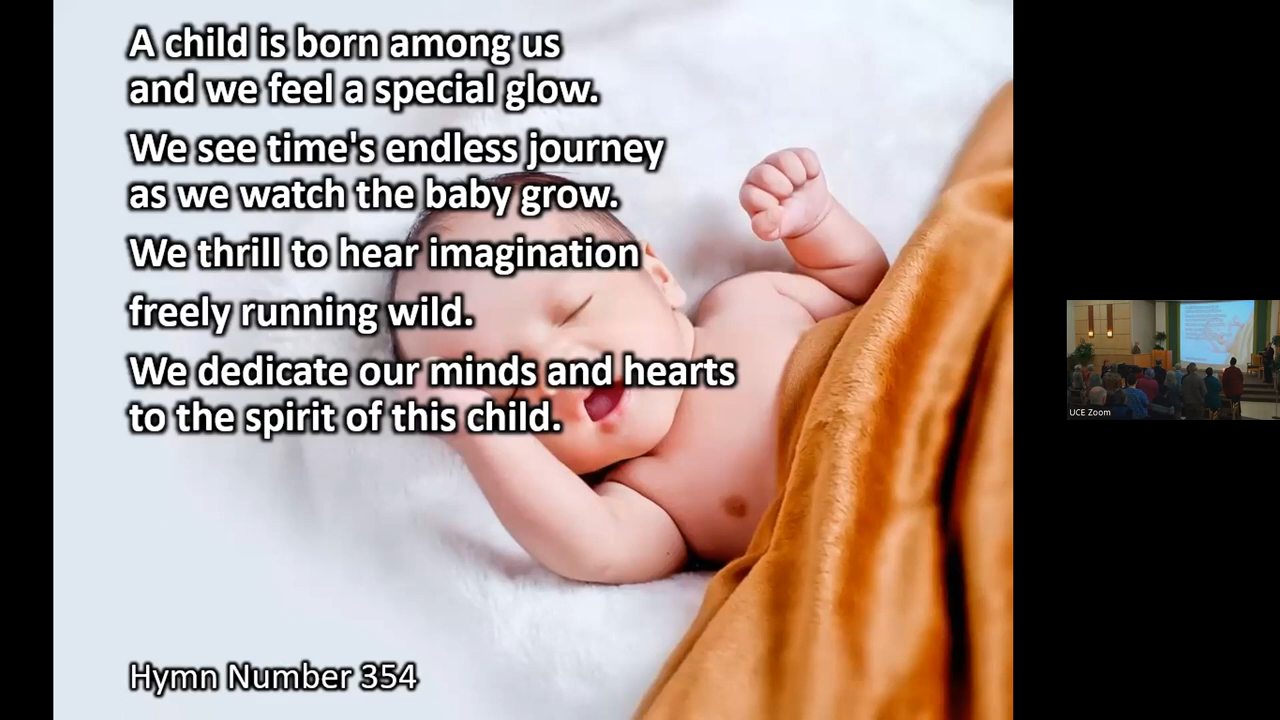 A child is born among us
and we feel a special glow.
We see time's endless journey
as we watch the baby grow.
We thrill to hear imagination
freely running wild.
We dedicate our minds and hearts
to the spirit of this child.
Hymn Number 354
UCE Zoom